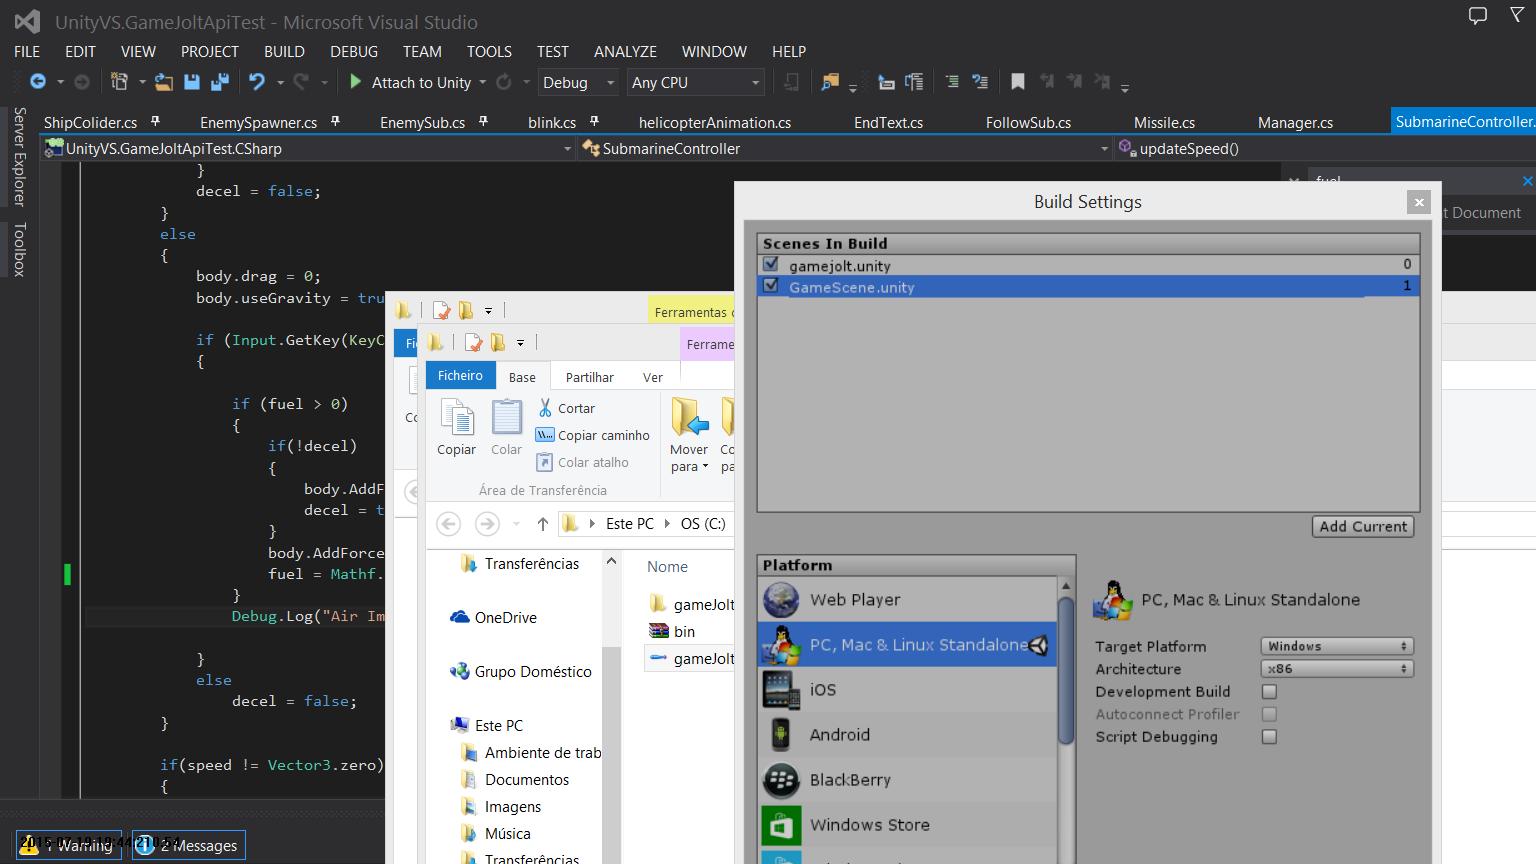 UnityVS.GameJoltApiTest - Microsoft Visual Studio
FILE EDIT VIEW PROJECT BUILD DEBUG TEAM TOOLS TEST ANALYZE WINDOW HELP
Attach to Unity Debug Any CPU
Server Explorer
Toolbox
ShipColider.cs EnemySpawner.cs EnemySub.cs blink.cs helicopterAnimation.cs EndText.cs FollowSub.cs Missile.cs Manager.cs SubmarineController.
UnityVS.GameJoltApiTest.CSharp SubmarineController updateSpeed()
}
decel = false;
}
else
{
body.drag = 0;
body.useGravity = tru
if (Input.GetKey(KeyC
{
if (fuel > 0)
{
if(!decel)
{
body.AddF
decel = t
}
body.AddForce
fuel = Mathf.
}
Debug.Log("Air Im
}
else
decel = false;
}
if(speed != Vector3.zero)
{
1 Warning 2 Messages
fuel
t Document
Ferramentas
Fi
Ferrame
Ficheiro Base Partilhar Ver
Copiar
Colar
Cortar
Copiar caminho
Colar atalho
Mover para
Co
pa
Área de Transferência
Este PC OS (C:)
Transferências
OneDrive
Grupo Doméstico
Este PC
Ambiente de trab
Documentos
Imagens
Música
Transferências
Nome
gameJolt
bin
gameJolt
Build Settings
Scenes In Build
gamejolt.unity 0
GameScene.unity 1
Add Current
Platform
Web Player
PC, Mac & Linux Standalone
iOS
Android
BlackBerry
Windows Store
PC, Mac & Linux Standalone
Target Platform Windows
Architecture x86
Development Build
Autoconnect Profiler
Script Debugging